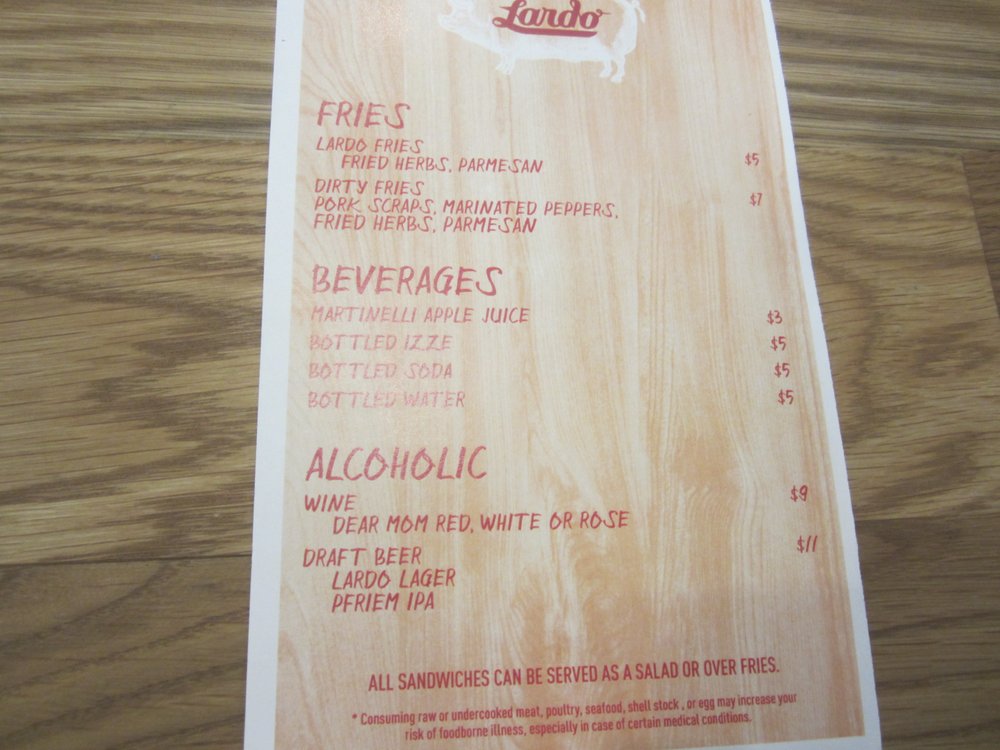 Lardo
FRIES
LARDO FRIES
FRIED HERBS, PARMESAN $5
DIRTY FRIES
PORK SCRAPS, MARINATED PEPPERS, $7
FRIED HERBS, PARMESAN
BEVERAGES
MARTINELLI APPLE JUICE $3
BOTTLED IZZE $5
BOTTLED SODA $5
BOTTLED WATER $5
ALCOHOLIC
WINE $9
DEAR MOM RED, WHITE OR ROSE
DRAFT BEER $11
LARDO LAGER
PFRIEM IPA
ALL SANDWICHES CAN BE SERVED AS A SALAD OR OVER FRIES.
* Consuming raw or undercooked meat, poultry, seafood, shell stock , or egg may increase your
risk of foodborne illness, especially in case of certain medical conditions.